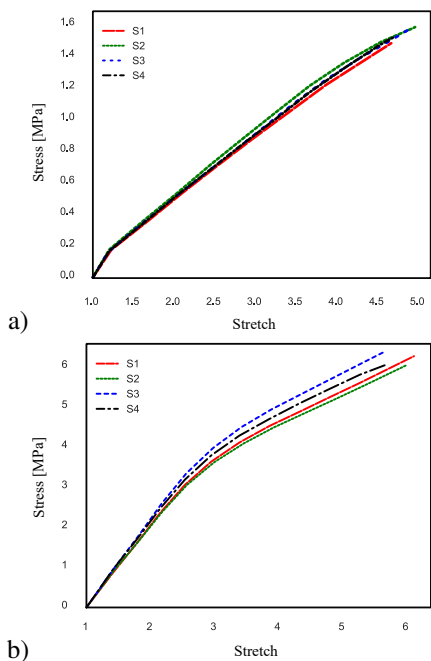 1.6
1.4
1.2
1.0
0.8
0.6
0.4
0.2
0.0
Stress [MPa]
S1
S2
S3
S4
1.0 1.5 2.0 2.5 3.0 3.5 4.0 4.5 5.0
Stretch
a)
6
5
4
3
2
1
0
Stress [MPa]
S1
S2
S3
S4
1 2 3 4 5 6
Stretch
b)